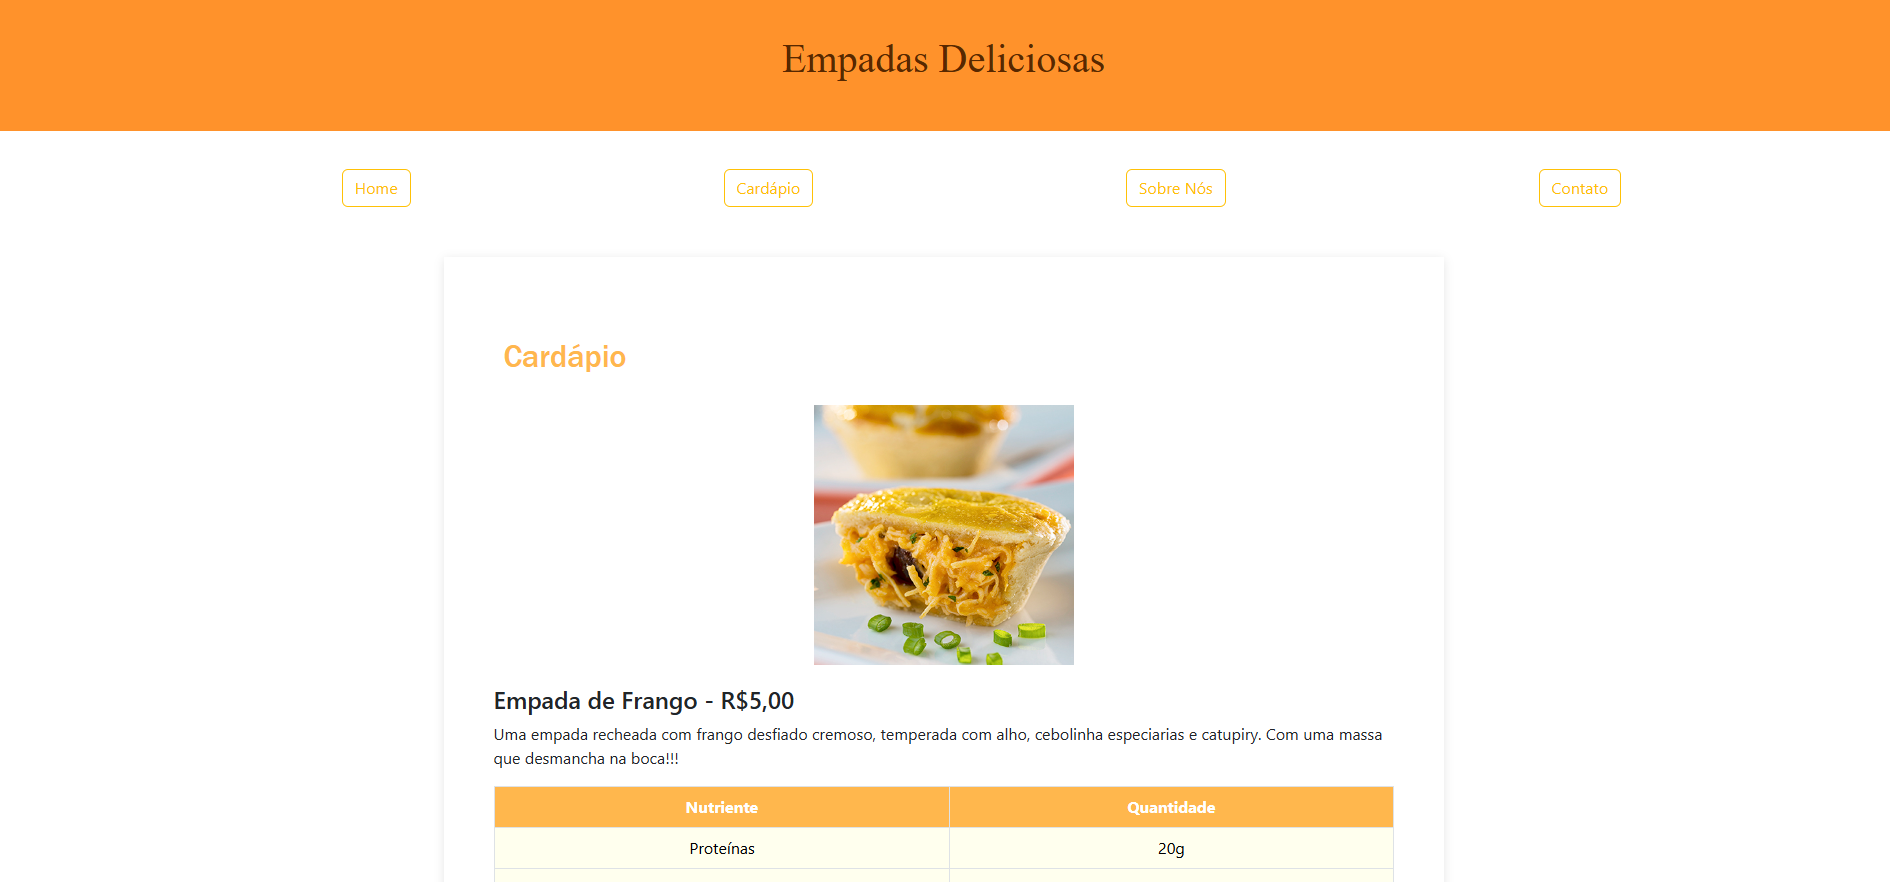 Empadas Deliciosas
Home
Cardápio
Sobre Nós
Contato
Cardápio
Empada de Frango - R$5,00
Uma empada recheada com frango desfiado cremoso, temperada com alho, cebolinha especiarias e catupiry. Com uma massa
que desmancha na boca!!!
Nutriente Quantidade
Proteínas 20g